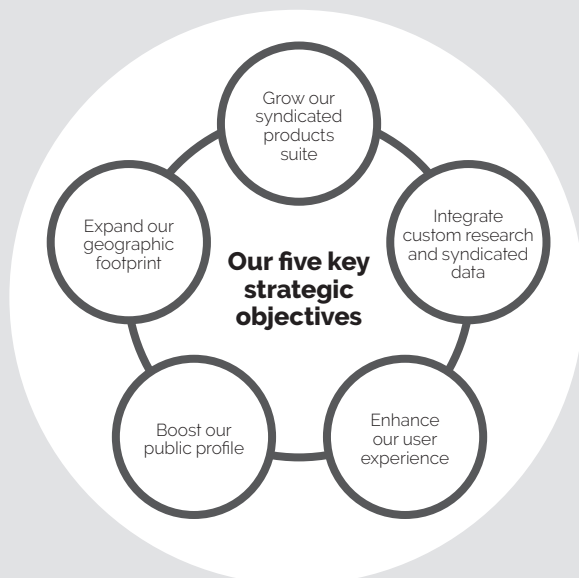 Grow our
syndicated
products
suite
Integrate
custom research
and syndicated
data
Enhance
our user
experience
Boost our
public profile
Expand our
geographic
footprint
Our five key
strategic
objectives